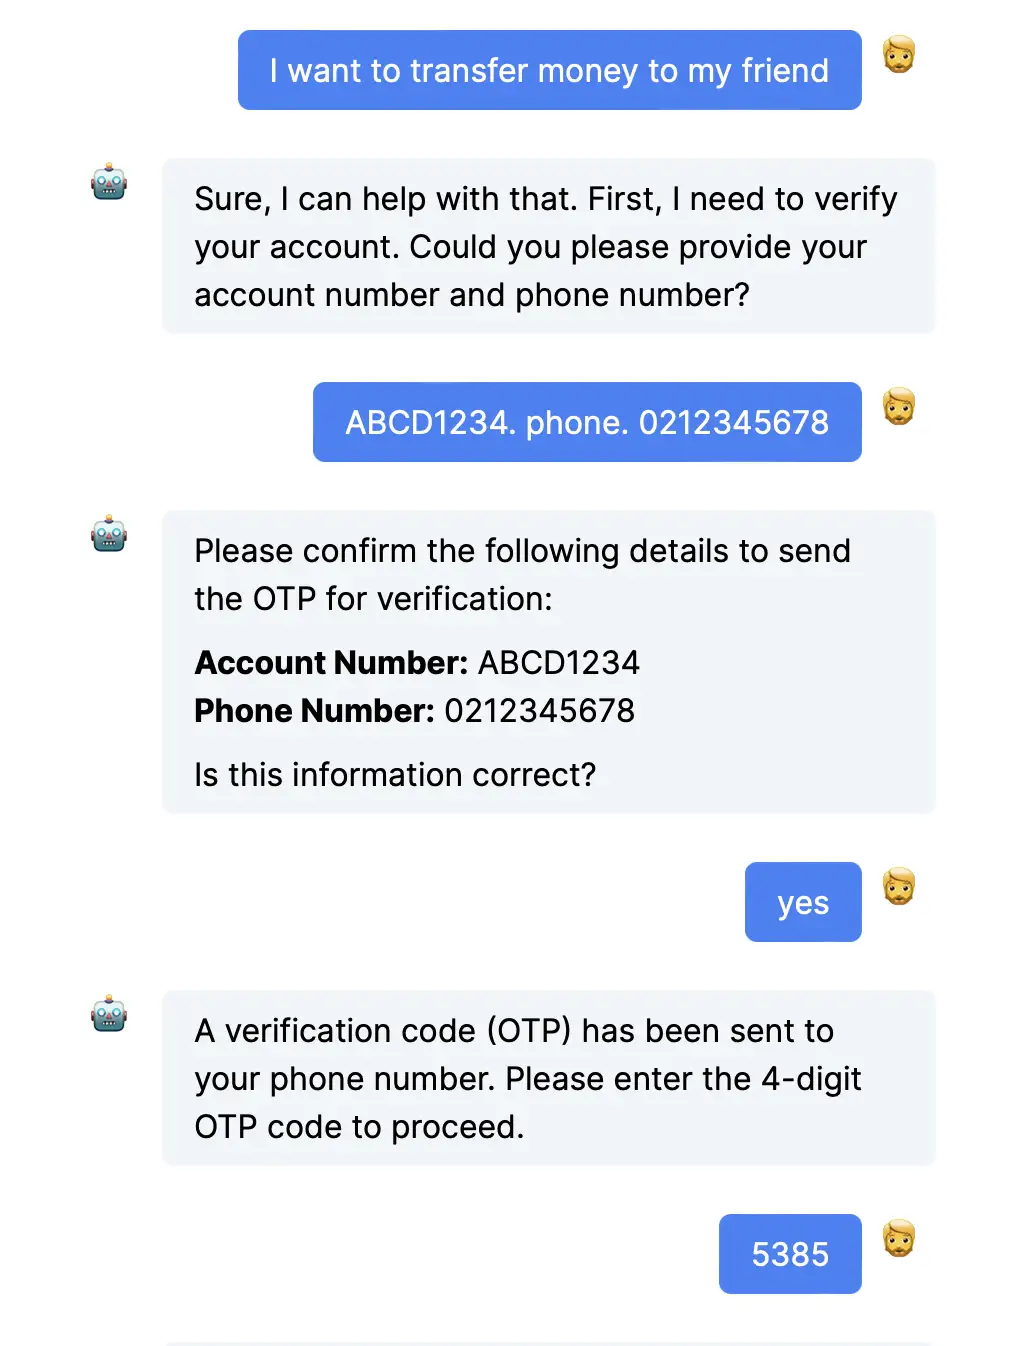 I want to transfer money to my friend
Sure, I can help with that. First, I need to verify
your account. Could you please provide your
account number and phone number?
ABCD1234. phone. 0212345678
Please confirm the following details to send
the OTP for verification:
Account Number: ABCD1234
Phone Number: 0212345678
Is this information correct?
yes
A verification code (OTP) has been sent to
your phone number. Please enter the 4-digit
OTP code to proceed.
5385